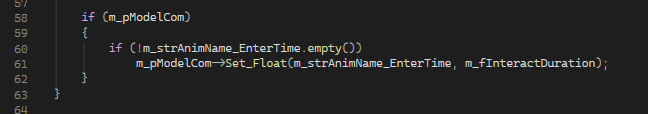 57
58 if (m_pModelCom)
59 {
60 if (!m_strAnimName_EnterTime.empty())
61 m_pModelCom->Set_Float(m_strAnimName_EnterTime, m_fInteractDuration);
62 }
63 }
64